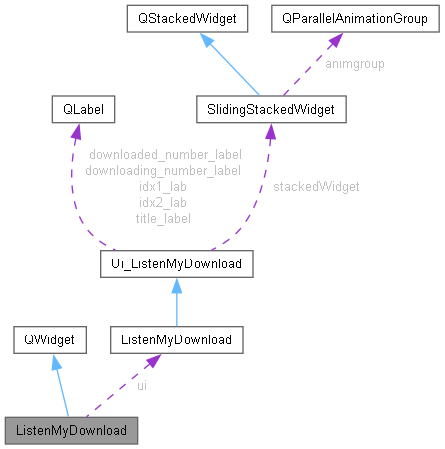 QStackedWidget
QParallelAnimationGroup
animgroup
QLabel
SlidingStackedWidget
downloaded_number_label
downloading_number_label
idx1_lab
idx2_lab
title_label
stackedWidget
Ui_ListenMyDownload
QWidget
ListenMyDownload
ui
ListenMyDownload